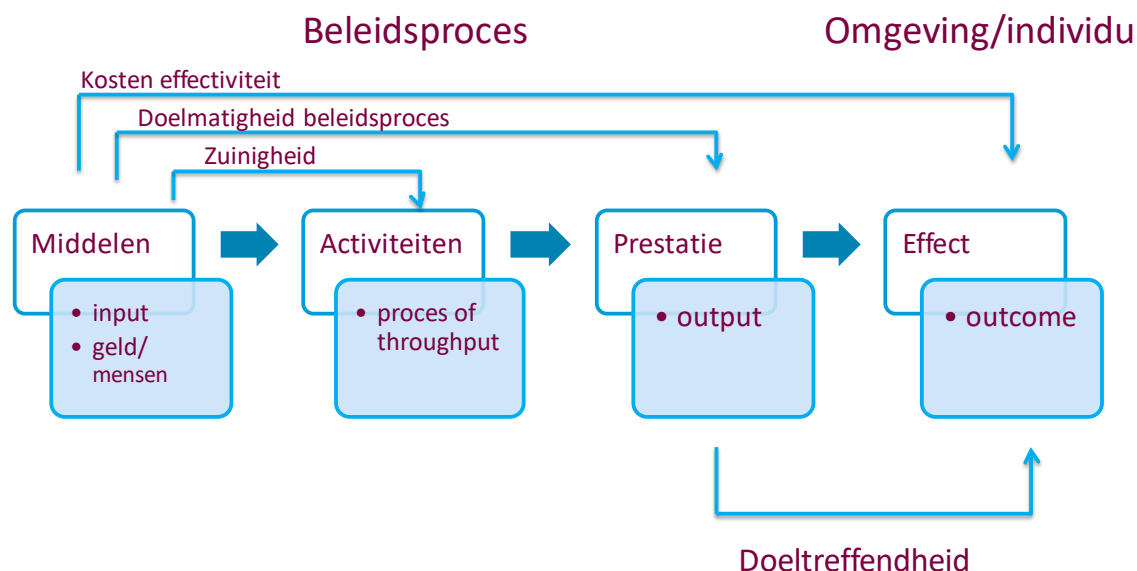 Beleidsproces
Omgeving/individu
Kosten effectiviteit
Doelmatigheid beleidsproces
Zuinigheid
Middelen
• input
• geld/
mensen
Activiteiten
• proces of
throughput
Prestatie
• output
Effect
• outcome
Doeltreffendheid